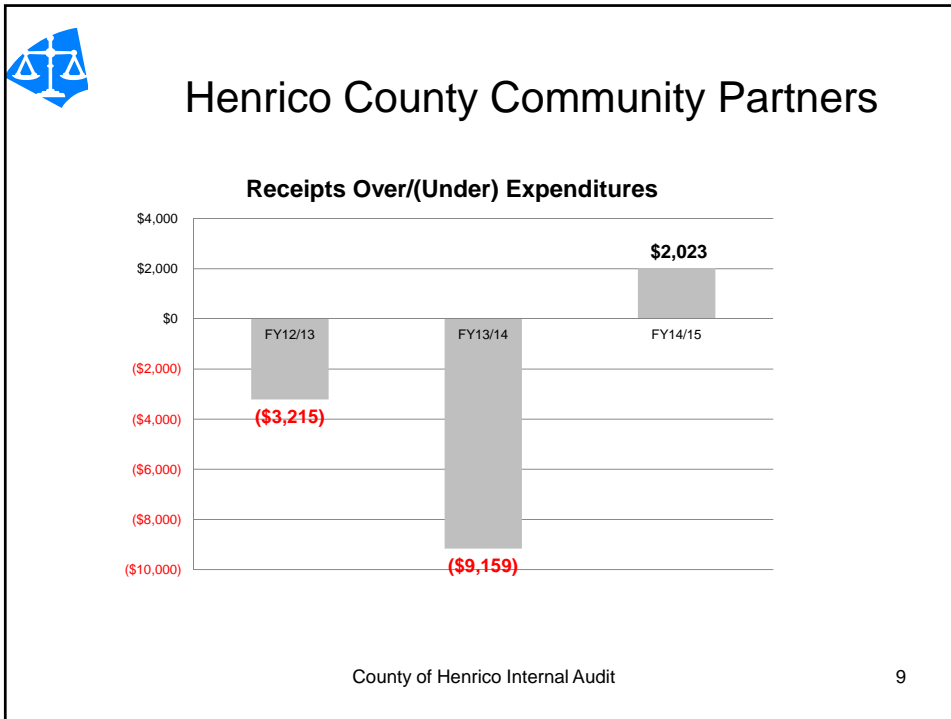 Henrico County Community Partners
Receipts Over/(Under) Expenditures
$4,000
$2,023
$2,000
$0
FY12/13
FY13/14
FY14/15
($2,000)
($4,000)
($3,215)
($6,000)
($8,000)
($10,000)
($9,159)
County of Henrico Internal Audit
9